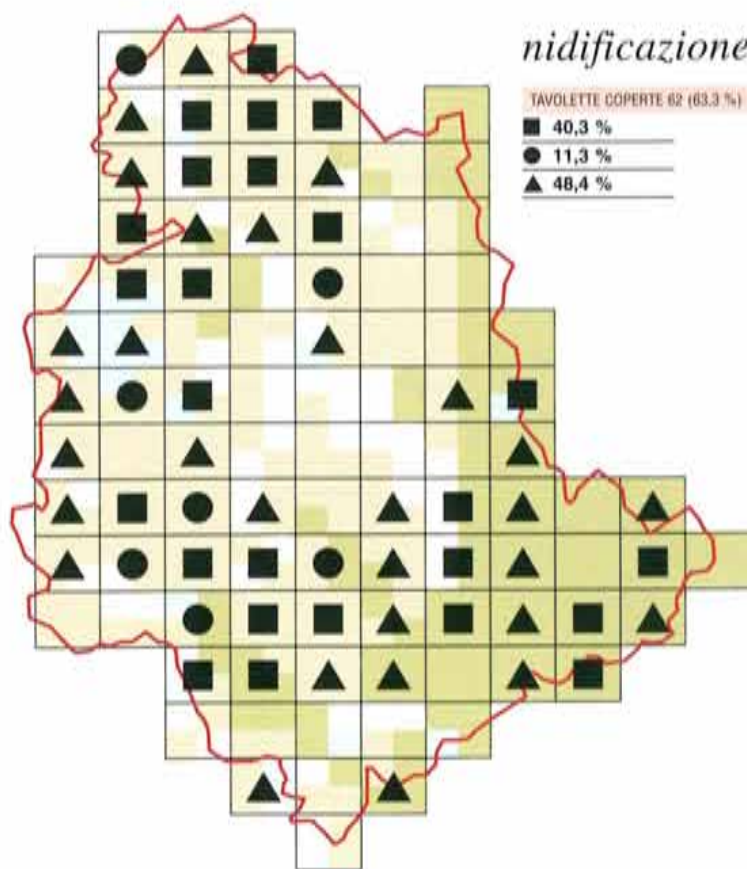 nidificazione
TAVOLETTE COPERTE 62 (63.3 %)
■ 40,3 %
● 11,3 %
▲ 48,4 %